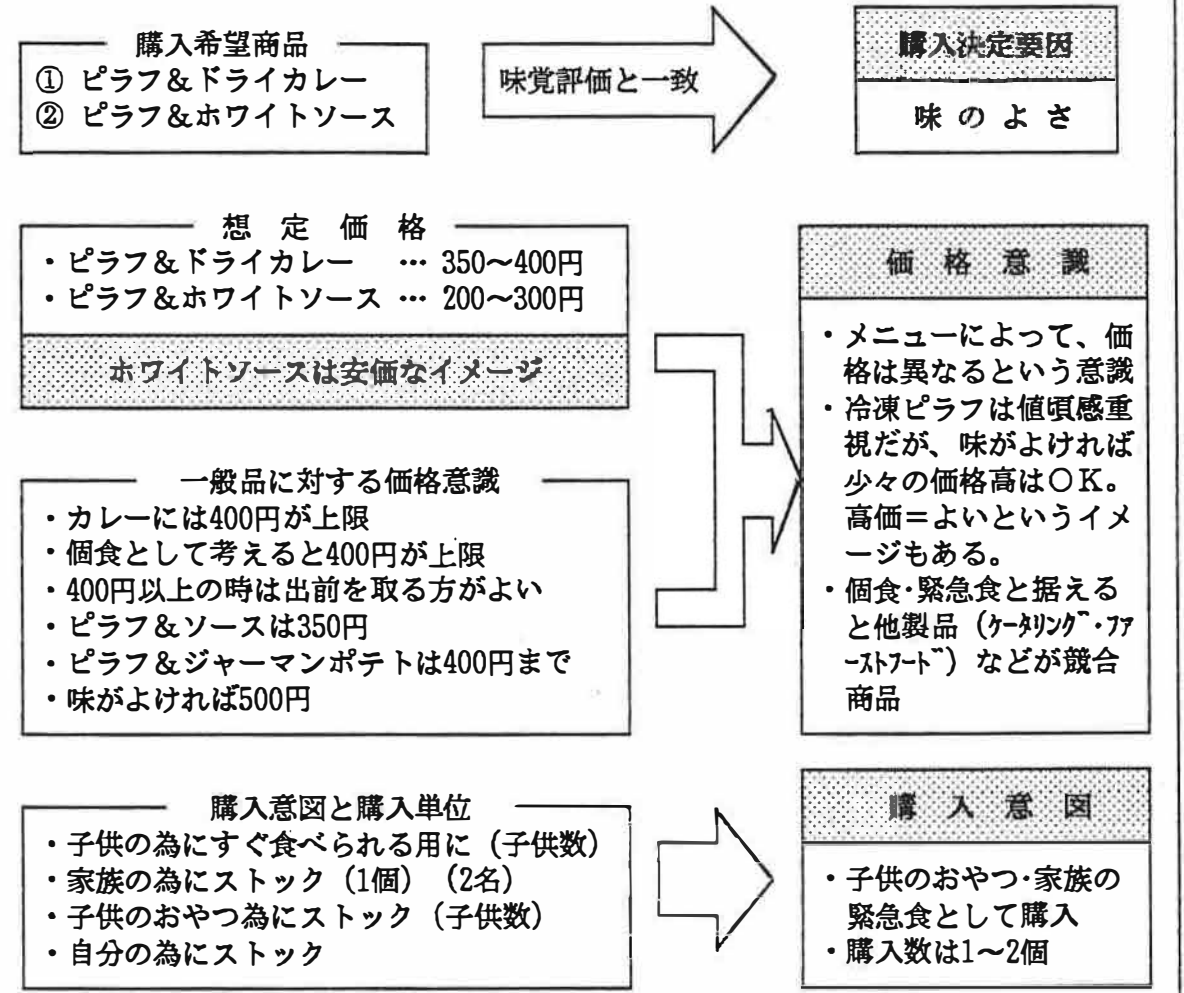 購入希望商品
① ピラフ&ドライカレー
② ピラフ&ホワイトソース
味覚評価と一致
購入決定要因
味のよさ
想定価格
・ピラフ&ドライカレー … 350～400円
・ピラフ&ホワイトソース … 200～300円
ホワイトソースは安価なイメージ
一般品に対する価格意識
・カレーには400円が上限
・個食として考えると400円が上限
・400円以上の時は出前を取る方がよい
・ピラフ&ソースは350円
・ピラフ&ジャーマンポテトは400円まで
・味がよければ500円
価格意識
・メニューによって、価
格は異なるという意識
・冷凍ピラフは値頃感重
視だが、味がよければ
少々の価格高は〇K。
高価＝よいというイメ
ージもある。
・個食・緊急食と据える
と他製品（ｹｰﾀﾘﾝｸﾞ・ﾌｧ
ｰｽﾄﾌｰﾄﾞ）などが競合
商品
購入意図と購入単位
・子供の為にすぐ食べられる用に（子供数）
・家族の為にストック（1個）（2名）
・子供のおやつ為にストック（子供数）
・自分の為にストック
購入意図
・子供のおやつ・家族の
緊急食として購入
・購入数は1～2個